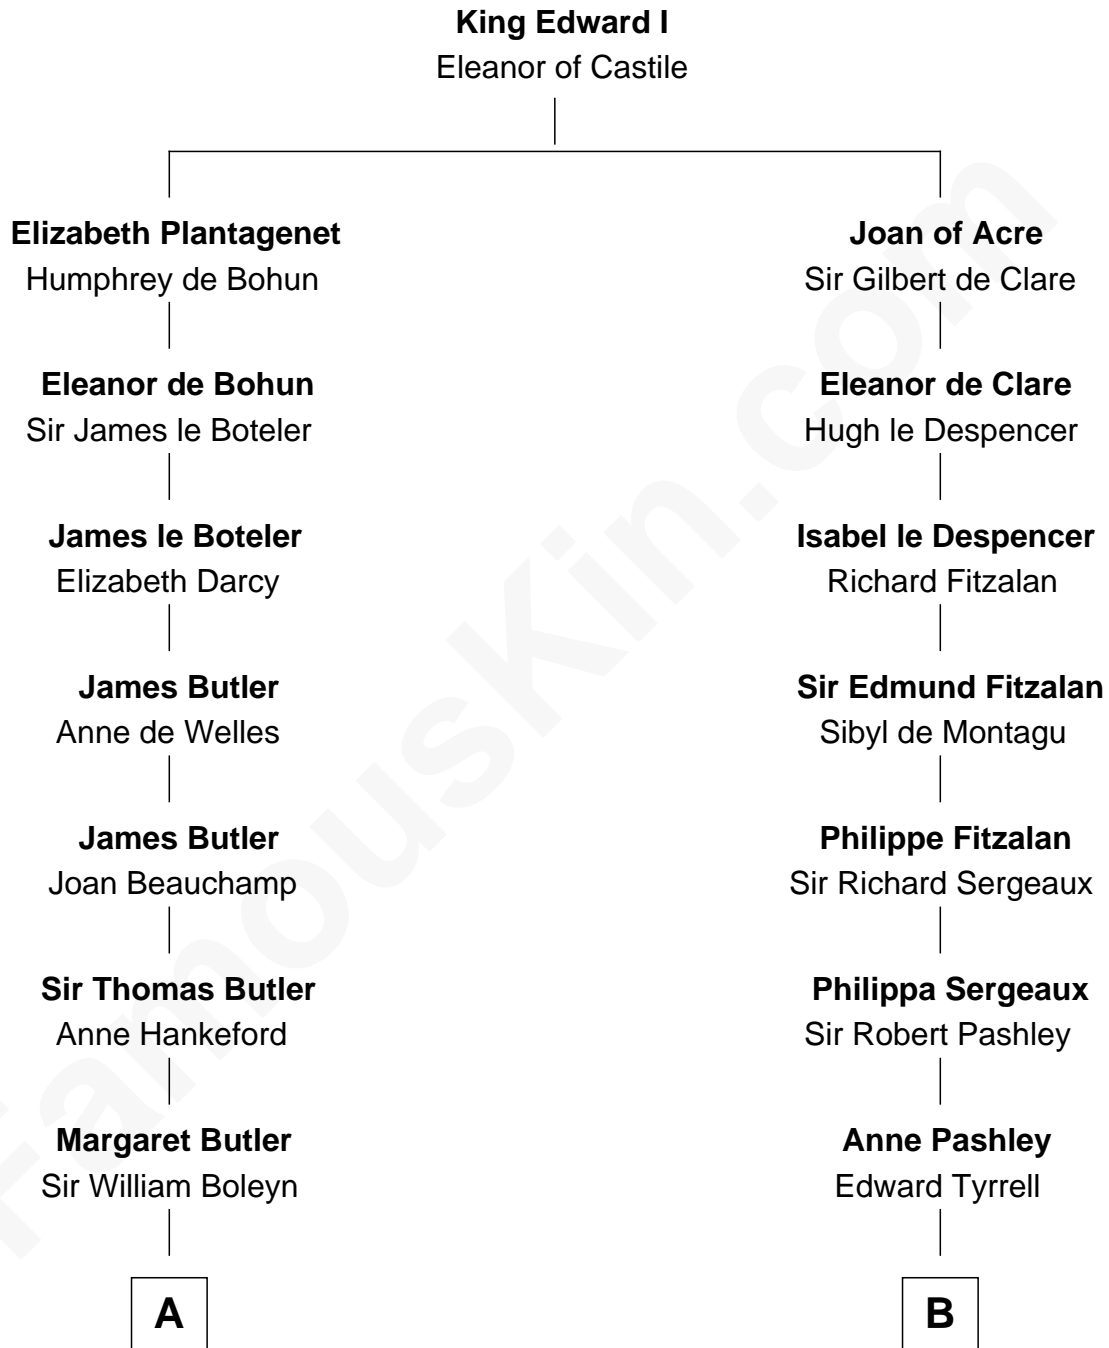 King Edward I
Eleanor of Castile
Elizabeth Plantagenet
Humphrey de Bohun
Joan of Acre
Sir Gilbert de Clare
Eleanor de Bohun
Sir James le Boteler
Eleanor de Clare
Hugh le Despencer
James le Boteler
Elizabeth Darcy
Isabel le Despencer
Richard Fitzalan
James Butler
Anne de Welles
Sir Edmund Fitzalan
Sibyl de Montagu
James Butler
Joan Beauchamp
Philippe Fitzalan
Sir Richard Sergeaux
Sir Thomas Butler
Anne Hankeford
Philippa Sergeaux
Sir Robert Pashley
Margaret Butler
Sir William Boleyn
Anne Pashley
Edward Tyrrell
A
B
FamousKin.com